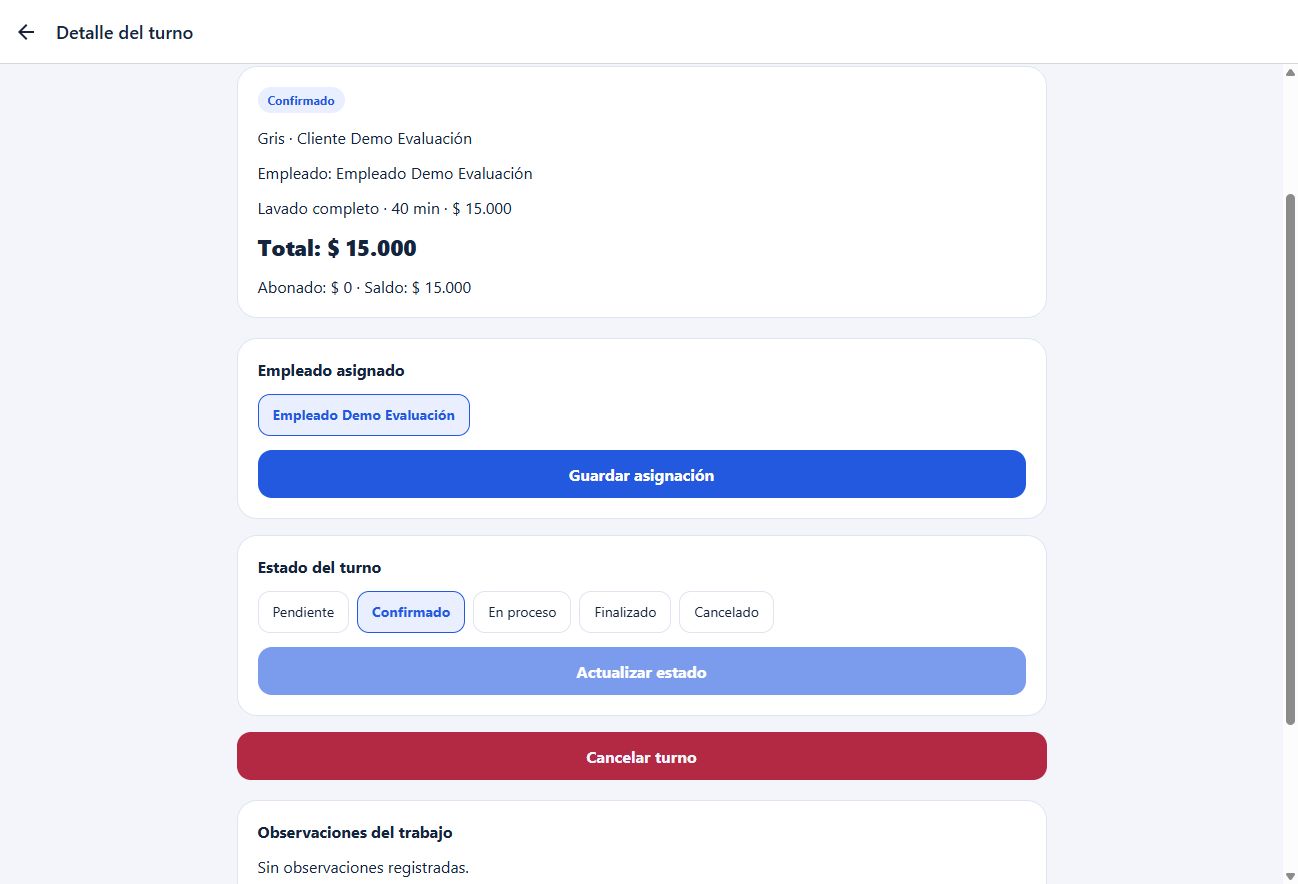 Detalle del turno
Confirmado
Gris · Cliente Demo Evaluación
Empleado: Empleado Demo Evaluación
Lavado completo · 40 min · $ 15.000
Total: $ 15.000
Abonado: $ 0 · Saldo: $ 15.000
Empleado asignado
Empleado Demo Evaluación
Guardar asignación
Estado del turno
Pendiente Confirmado En proceso Finalizado Cancelado
Actualizar estado
Cancelar turno
Observaciones del trabajo
Sin observaciones registradas.